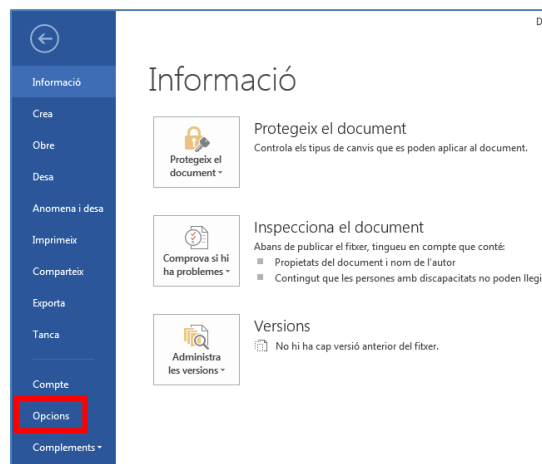 D
Informació
Crea
Obre
Desa
Anomena i desa
Imprimeix
Comparteix
Exporta
Tanca
Compte
Opcions
Complements
Informació
Protegeix el
document
Protegeix el document
Controla els tipus de canvis que es poden aplicar al document.
Comprova si hi
ha problemes
Inspecciona el document
Abans de publicar el fitxer, tingueu en compte que conté:
Propietats del document i nom de l'autor
Contingut que les persones amb discapacitats no poden llegi
Administra
les versions
Versions
No hi ha cap versió anterior del fitxer.